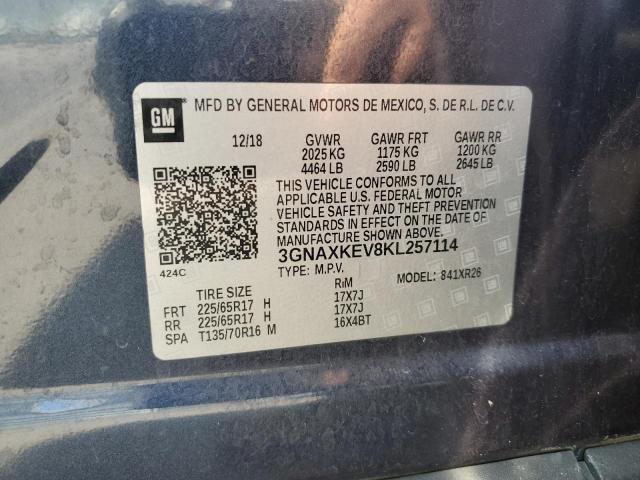 GM MFD BY GENERAL MOTORS DE MEXICO, S. DE R.L. DE C.V.
12/18 GVWR GAWR FRT GAWR RR
2025 KG 1175 KG 1200 KG
4464 LB 2590 LB 2645 LB
THIS VEHICLE CONFORMS TO ALL
APPLICABLE U.S. FEDERAL MOTOR
VEHICLE SAFETY AND THEFT PREVENTION
STANDARDS IN EFFECT ON THE DATE OF
MANUFACTURE SHOWN ABOVE.
3GNAXKEV8KL257114
424C
TYPE: M.P.V. MODEL: 841XR26
TIRE SIZE RiM
FRT 225/65R17 H 17X7J
RR 225/65R17 H 17X7J
SPA T135/70R16 M 16X4BT